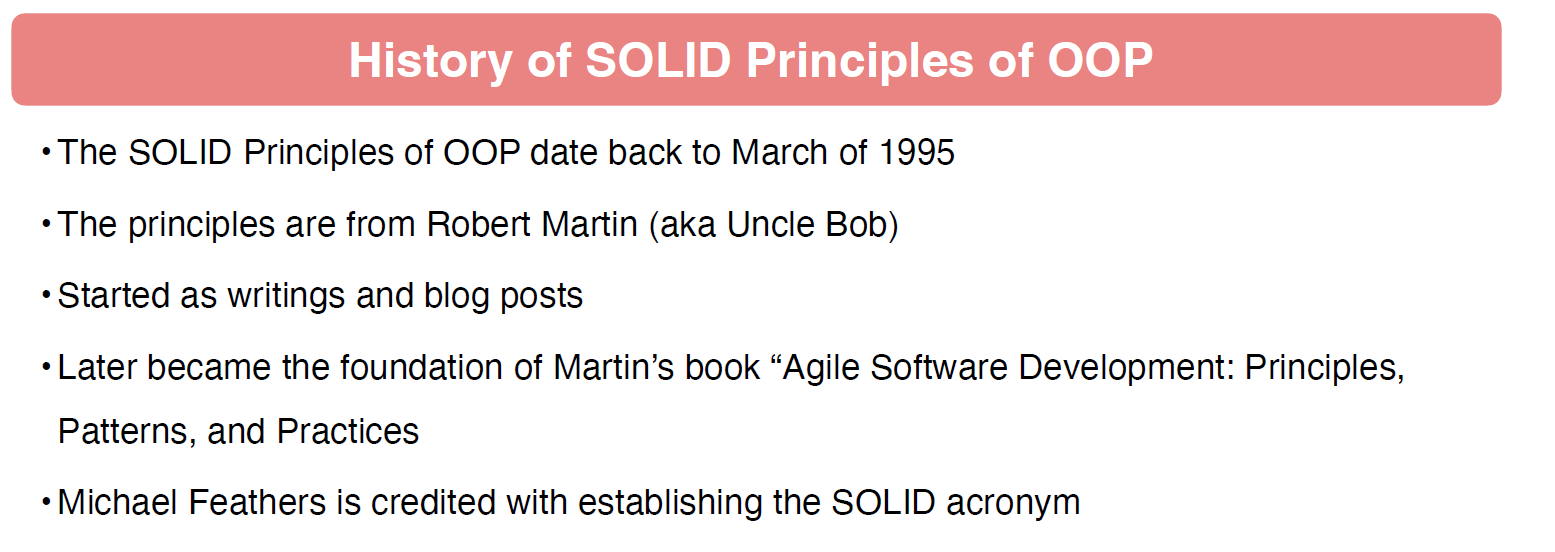 History of SOLID Principles of OOP
• The SOLID Principles of OOP date back to March of 1995
• The principles are from Robert Martin (aka Uncle Bob)
• Started as writings and blog posts
• Later became the foundation of Martin’s book “Agile Software Development: Principles,
Patterns, and Practices
• Michael Feathers is credited with establishing the SOLID acronym